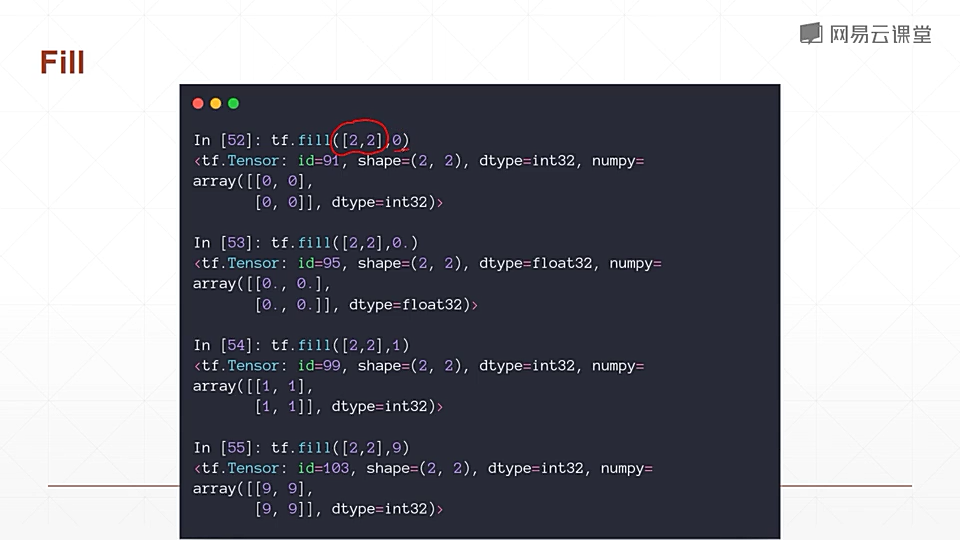 网易云课堂
Fill
In [52]: tf.fill([2,2],0)
<tf.Tensor: id=91, shape=(2, 2), dtype=int32, numpy=
array([[0, 0],
[0, 0]], dtype=int32)>
In [53]: tf.fill([2,2],0.)
<tf.Tensor: id=95, shape=(2, 2), dtype=float32, numpy=
array([[0., 0.],
[0., 0.]], dtype=float32)>
In [54]: tf.fill([2,2],1)
<tf.Tensor: id=99, shape=(2, 2), dtype=int32, numpy=
array([[1, 1],
[1, 1]], dtype=int32)>
In [55]: tf.fill([2,2],9)
<tf.Tensor: id=103, shape=(2, 2), dtype=int32, numpy=
array([[9, 9],
[9, 9]], dtype=int32)>